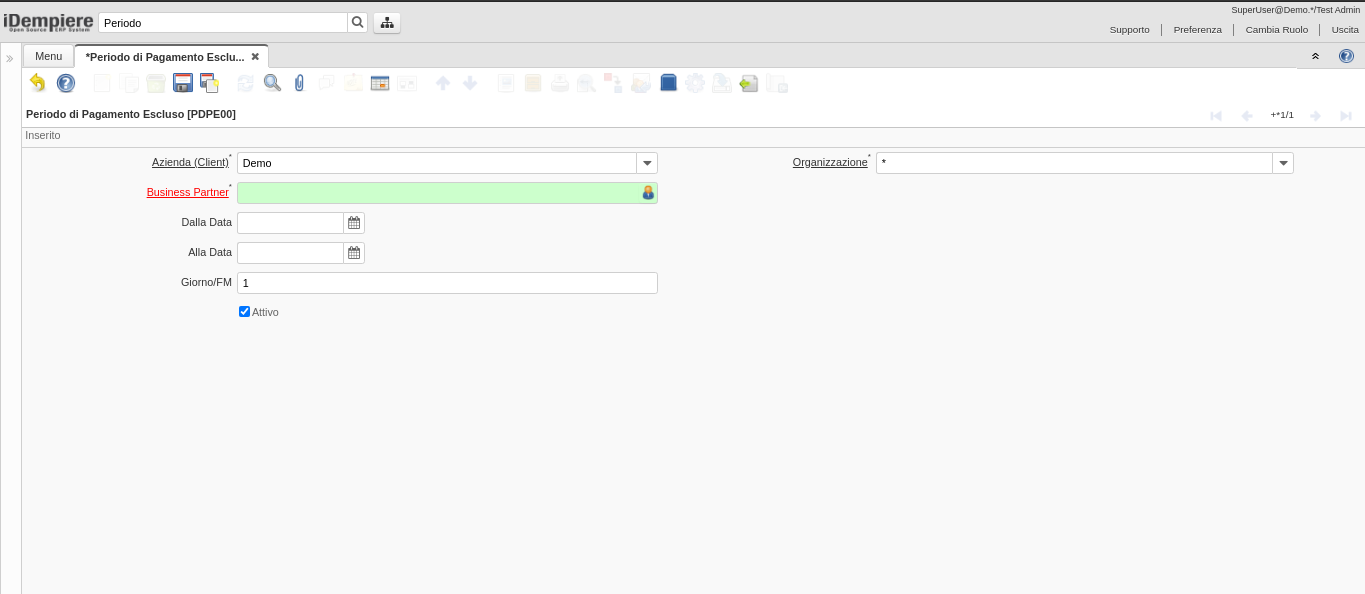 SuperUser@Demo.*/Test Admin
iDempiere
Open Source ERP System
Periodo
Supporto
Preferenza
Cambia Ruolo
Uscita
Menu
*Periodo di Pagamento Esclu...
Periodo di Pagamento Escluso [PDPE00]
+*1/1
Inserito
Azienda (Client)*
Demo
Organizzazione*
*
Business Partner*
Dalla Data
Alla Data
Giorno/FM
1
Attivo